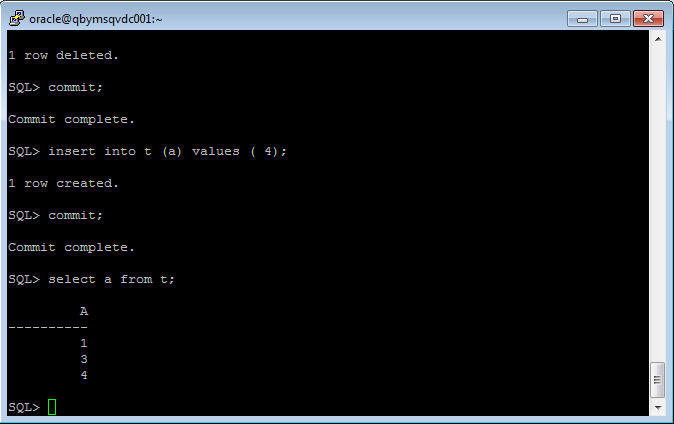 oracle@qbymsqvdc001:~
1 row deleted.
SQL> commit;
Commit complete.
SQL> insert into t (a) values ( 4);
1 row created.
SQL> commit;
Commit complete.
SQL> select a from t;
A
----------
1
3
4
SQL>